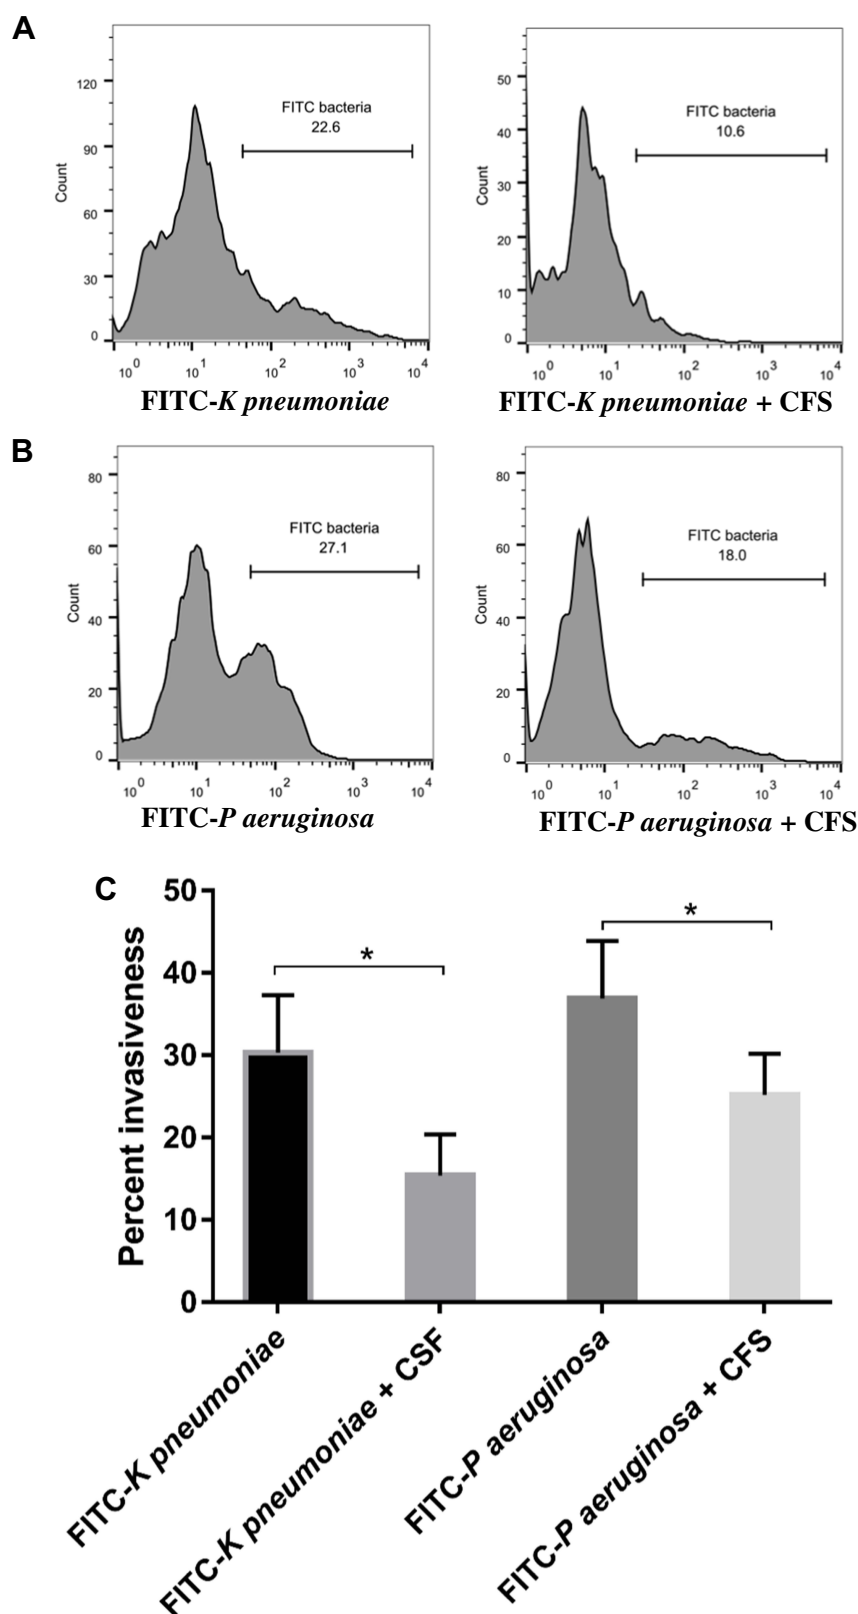 A
FITC bacteria
22.6
Count
120
90
60
30
0
10^0 10^1 10^2 10^3 10^4
FITC-K pneumoniae
FITC bacteria
10.6
Count
50
40
30
20
10
0
10^0 10^1 10^2 10^3 10^4
FITC-K pneumoniae + CFS
B
FITC bacteria
27.1
Count
80
60
40
20
0
10^0 10^1 10^2 10^3 10^4
FITC-P aeruginosa
FITC bacteria
18.0
Count
80
60
40
20
0
10^0 10^1 10^2 10^3 10^4
FITC-P aeruginosa + CFS
C
Percent invasiveness
50
40
30
20
10
0
*
*
FITC-K pneumoniae
FITC-K pneumoniae + CSF
FITC-P aeruginosa
FITC-P aeruginosa + CFS